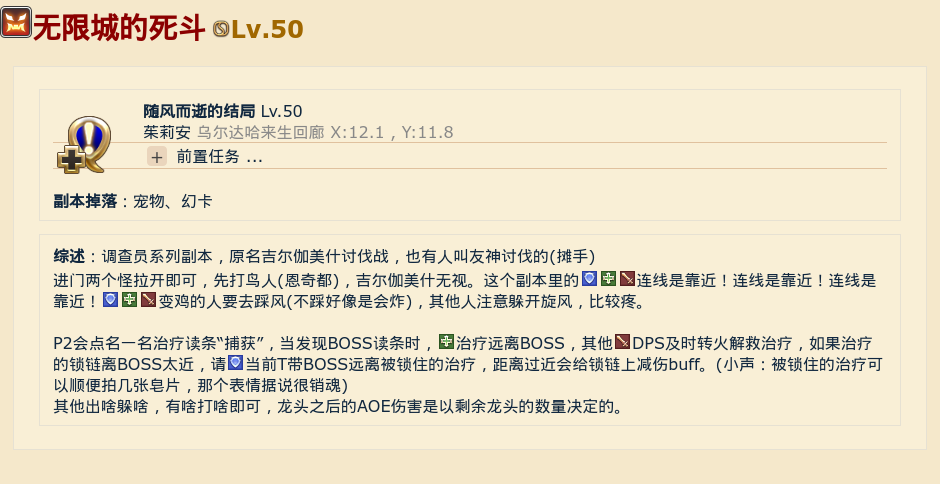 无限城的死斗 Lv.50
随风而逝的结局 Lv.50
茱莉安 乌尔达哈来生回廊 X:12.1，Y:11.8
+ 前置任务 ...
副本掉落：宠物、幻卡
综述：调查员系列副本，原名吉尔伽美什讨伐战，也有人叫友神讨伐的(摊手)
进门两个怪拉开即可，先打鸟人(恩奇都)，吉尔伽美什无视。这个副本里的连线是靠近！连线是靠近！连线是
靠近！变鸡的人要去踩风(不踩好像是会炸)，其他人注意躲开旋风，比较疼。
P2会点名一名治疗读条“捕获”，当发现BOSS读条时，治疗远离BOSS，其他DPS及时转火解救治疗，如果治疗
的锁链离BOSS太近，请当前T带BOSS远离被锁住的治疗，距离过近会给锁链上减伤buff。(小声：被锁住的治疗可
以顺便拍几张皂片，那个表情据说很销魂)
其他出啥躲啥，有啥打啥即可，龙头之后的AOE伤害是以剩余龙头的数量决定的。